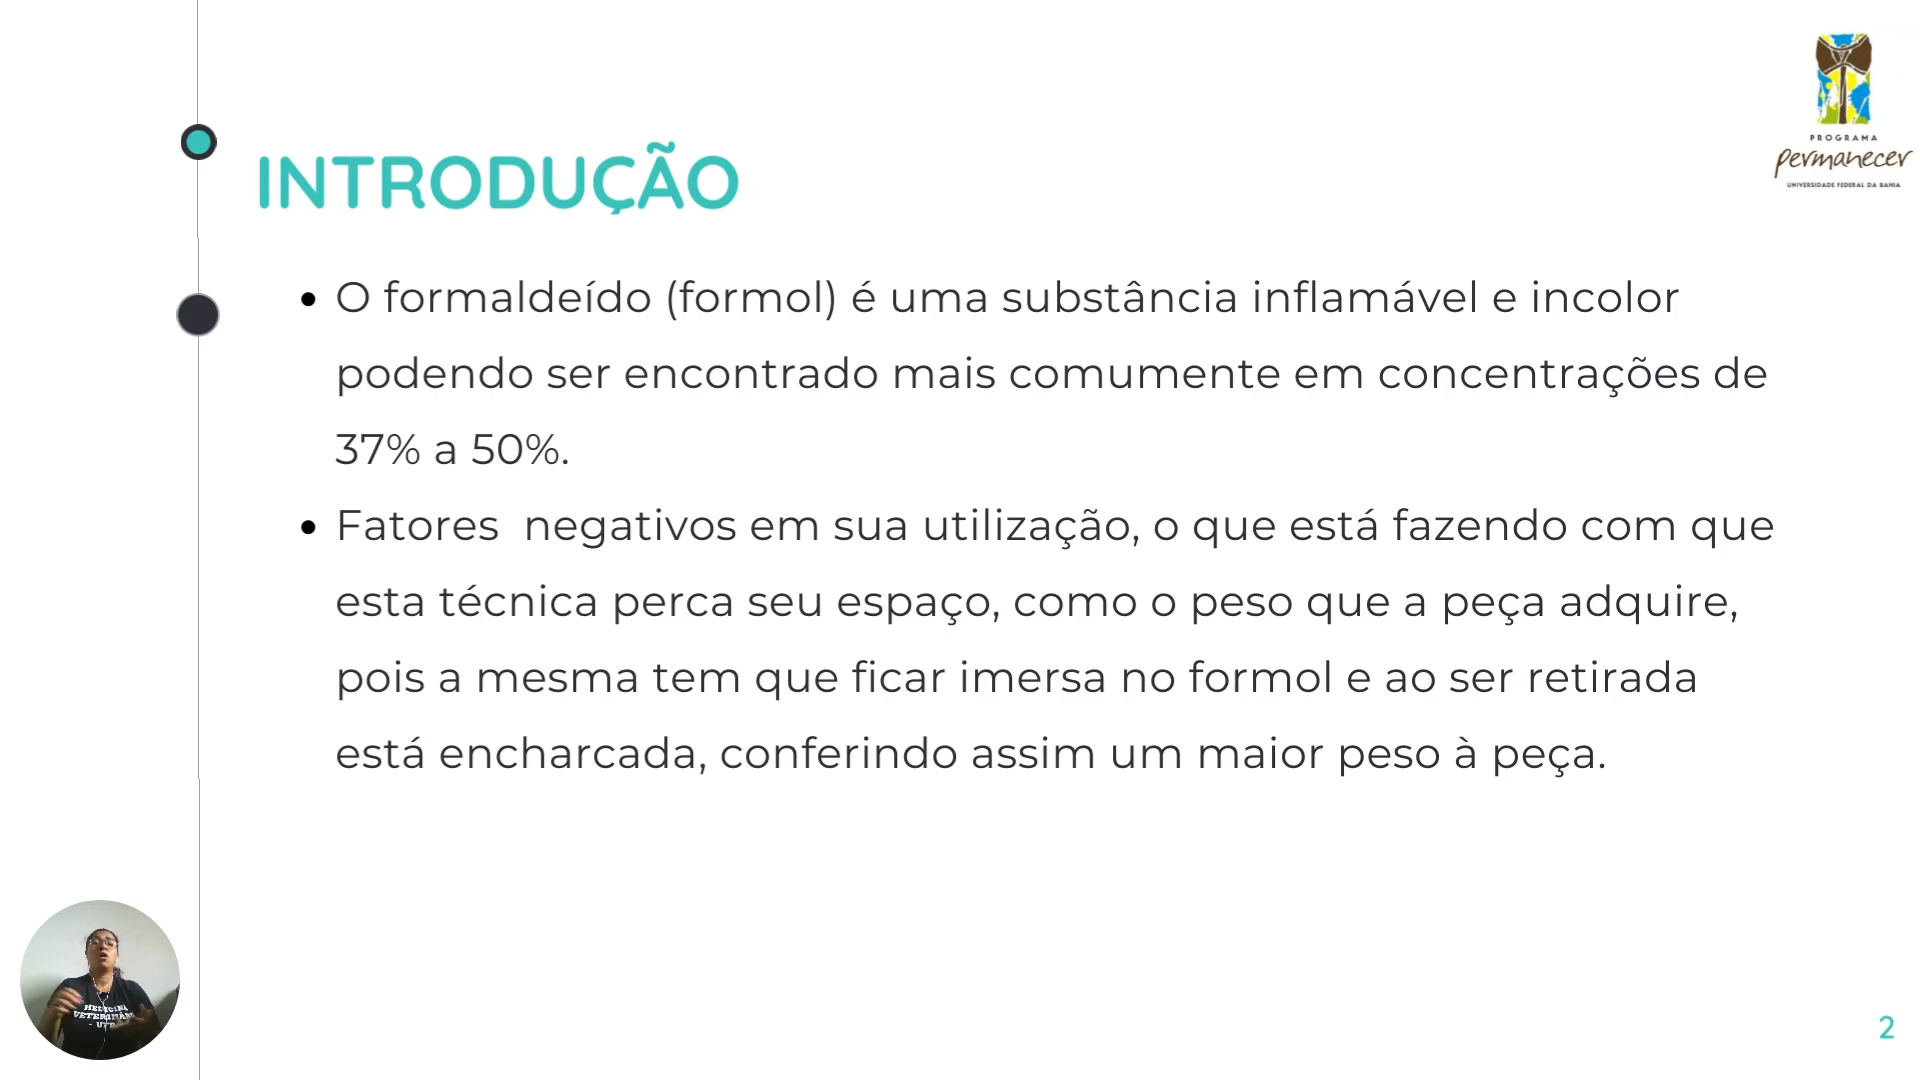 PROGRAMA
permanecer
UNIVERSIDADE FEDERAL DA BAHIA
INTRODUÇÃO
• O formaldeído (formol) é uma substância inflamável e incolor
podendo ser encontrado mais comumente em concentrações de
37% a 50%.
• Fatores negativos em sua utilização, o que está fazendo com que
esta técnica perca seu espaço, como o peso que a peça adquire,
pois a mesma tem que ficar imersa no formol e ao ser retirada
está encharcada, conferindo assim um maior peso à peça.
MEDICINA
2